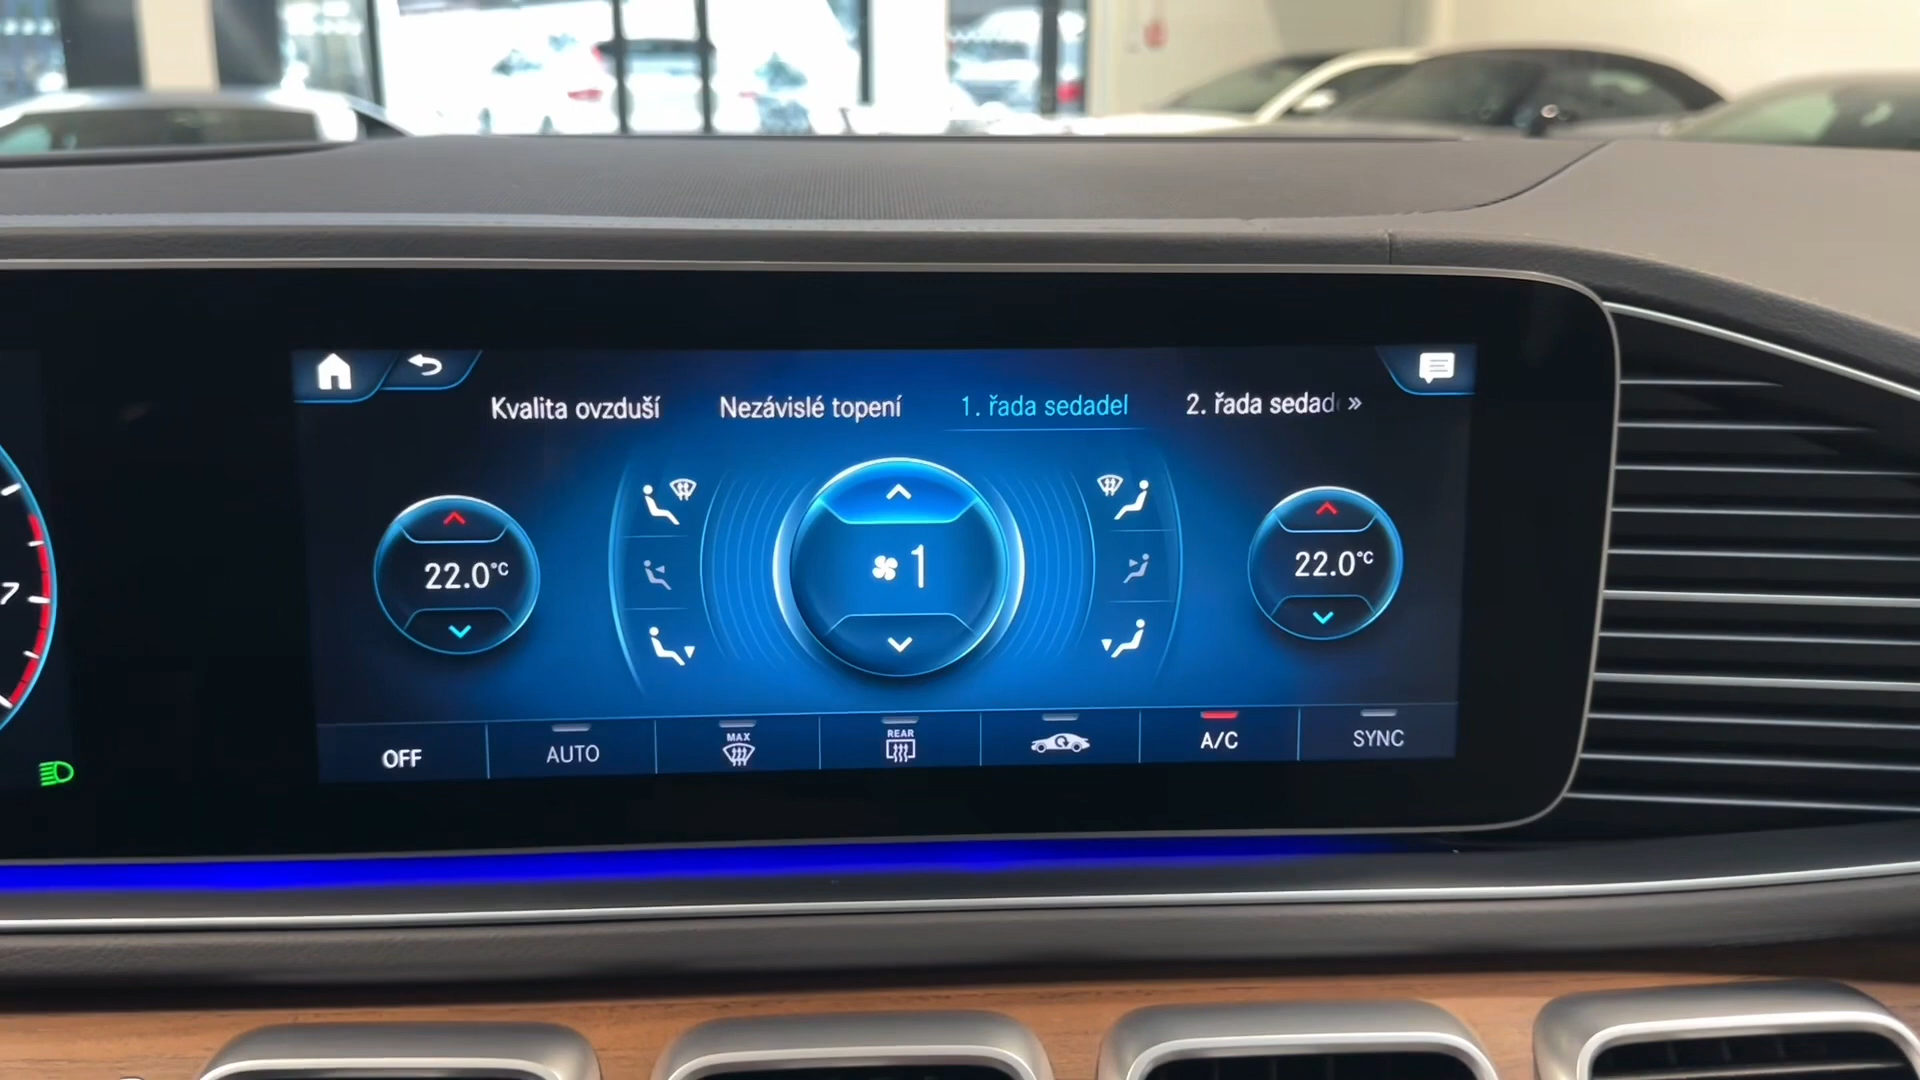 Kvalita ovzduší Nezávislé topení 1. řada sedadel 2. řada sedad »
22.0°C 1 22.0°C
7
OFF AUTO MAX REAR A/C SYNC